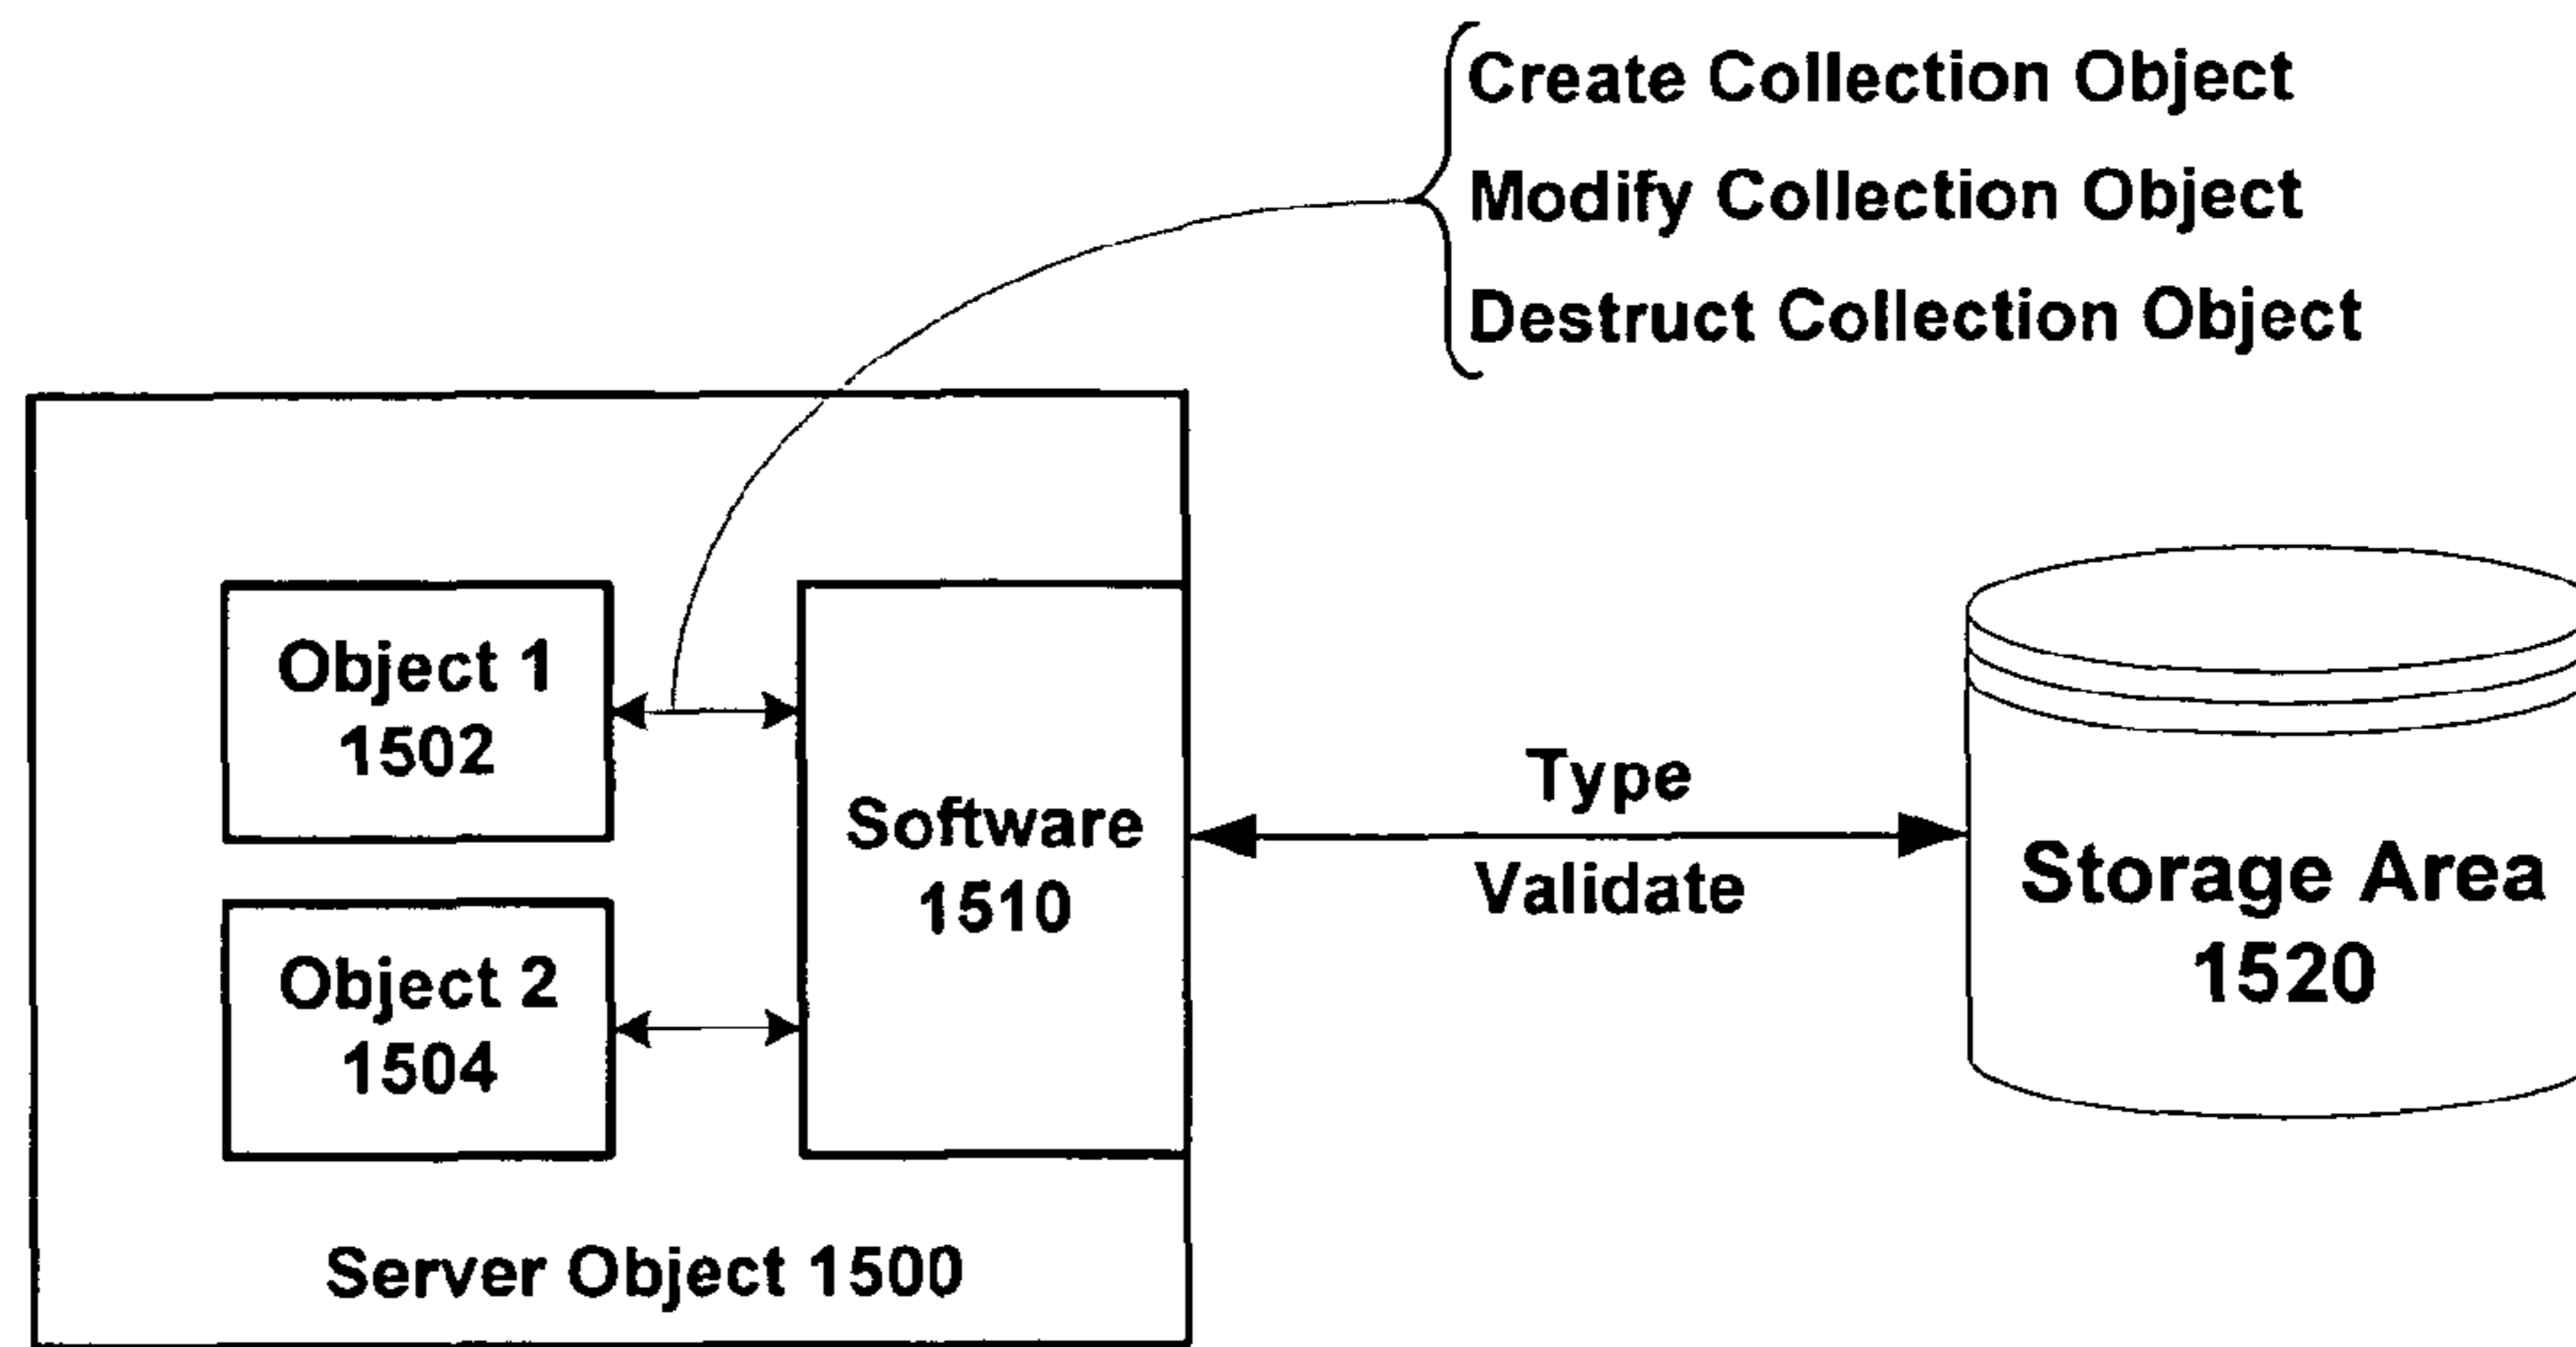 Create Collection Object
Modify Collection Object
Destruct Collection Object
Object 1
1502
Software
1510
Object 2
1504
Server Object 1500
Type
Validate
Storage Area
1520